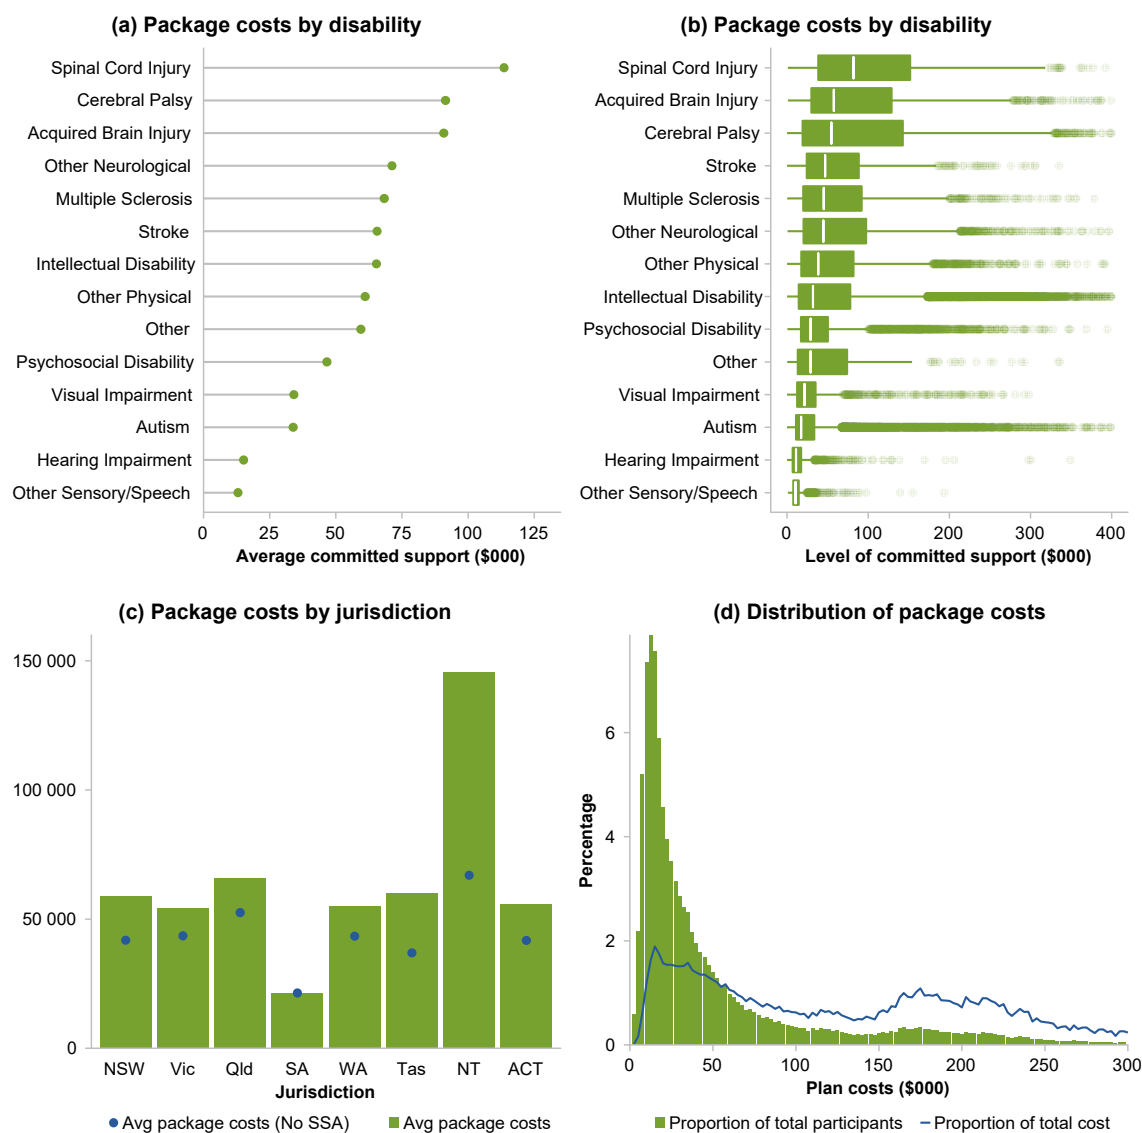 (a) Package costs by disability
Spinal Cord Injury
Cerebral Palsy
Acquired Brain Injury
Other Neurological
Multiple Sclerosis
Stroke
Intellectual Disability
Other Physical
Other
Psychosocial Disability
Visual Impairment
Autism
Hearing Impairment
Other Sensory/Speech
0 25 50 75 100 125
Average committed support ($000)
(b) Package costs by disability
Spinal Cord Injury
Acquired Brain Injury
Cerebral Palsy
Stroke
Multiple Sclerosis
Other Neurological
Other Physical
Intellectual Disability
Psychosocial Disability
Other
Visual Impairment
Autism
Hearing Impairment
Other Sensory/Speech
0 100 200 300 400
Level of committed support ($000)
(c) Package costs by jurisdiction
150 000
100 000
50 000
0
NSW Vic Qld SA WA Tas NT ACT
Jurisdiction
Avg package costs (No SSA) Avg package costs
(d) Distribution of package costs
Percentage
6
4
2
0
0 50 100 150 200 250 300
Plan costs ($000)
Proportion of total participants Proportion of total cost